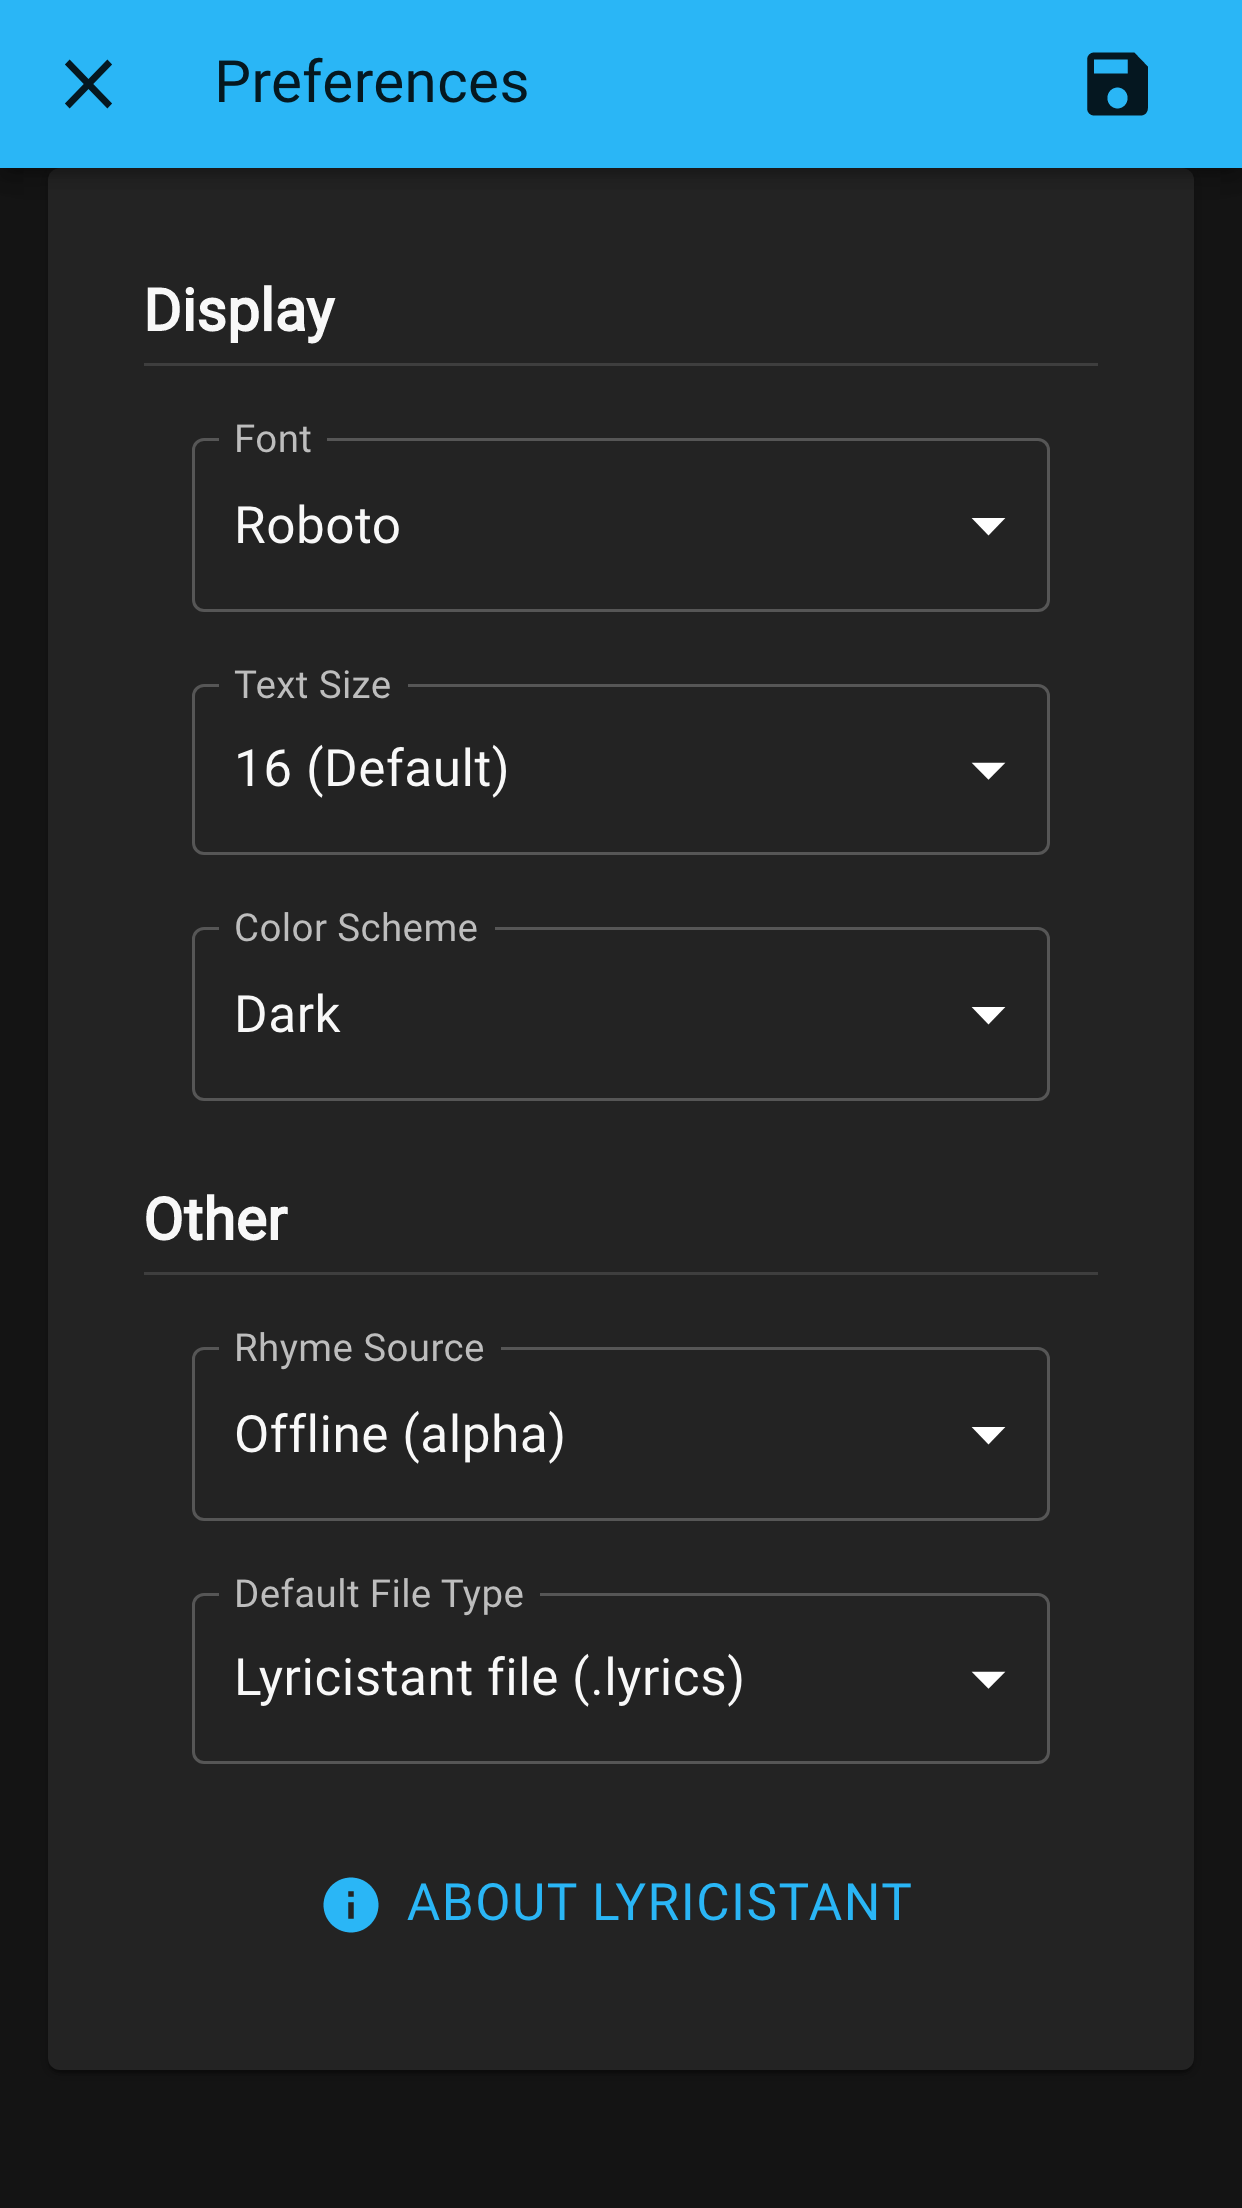 Preferences
Display
Font
Roboto
Text Size
16 (Default)
Color Scheme
Dark
Other
Rhyme Source
Offline (alpha)
Default File Type
Lyricistant file (.lyrics)
ABOUT LYRICISTANT